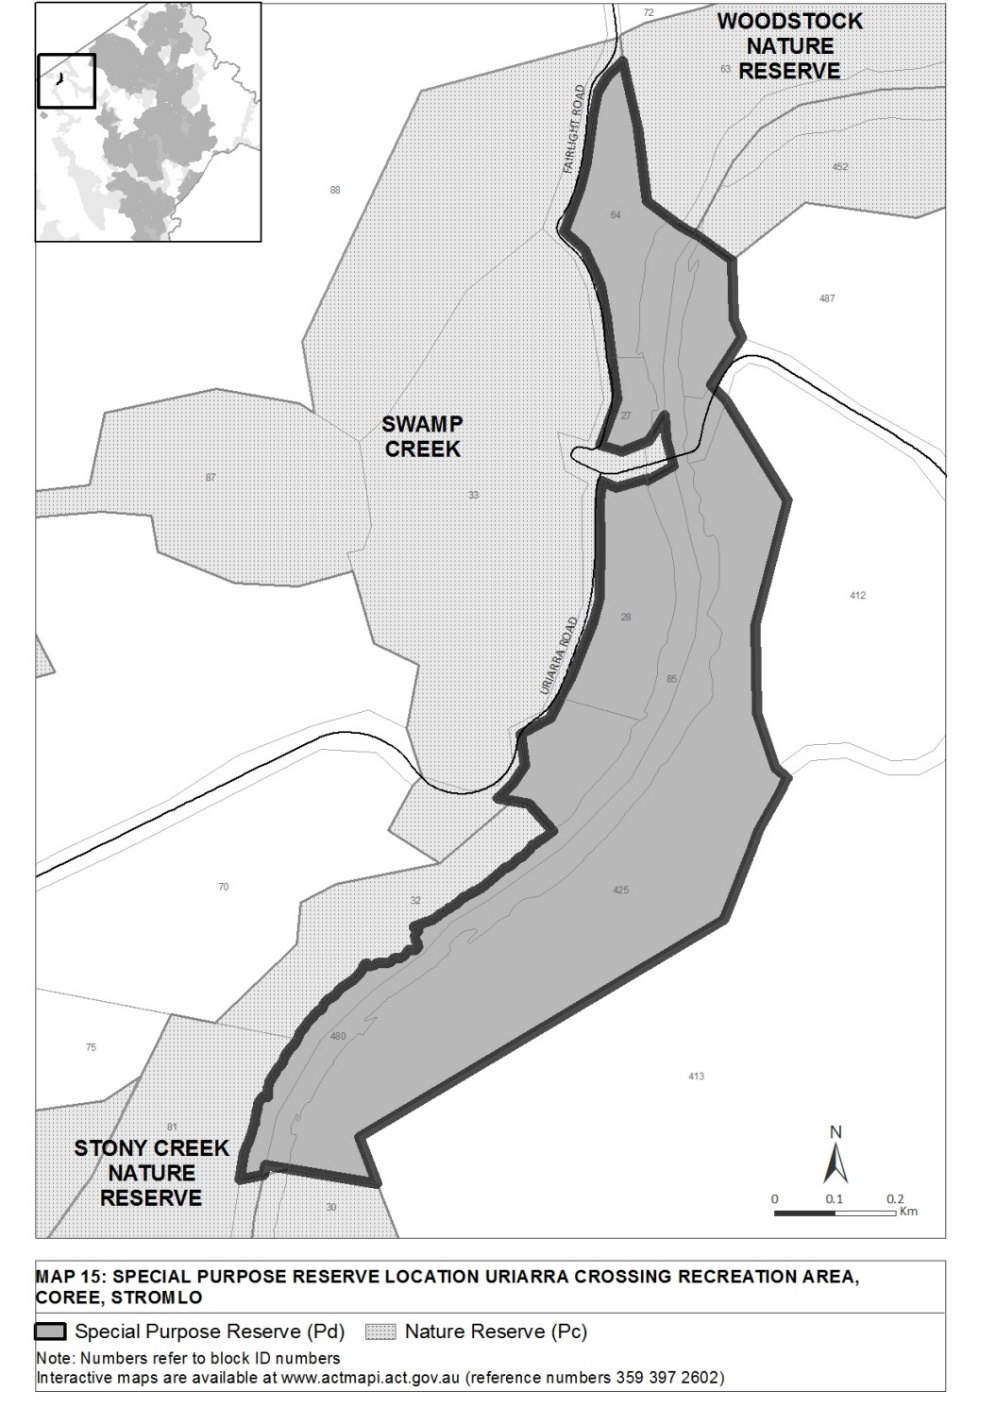 72
WOODSTOCK
NATURE
RESERVE
63
FAIRLIGHT ROAD
452
88
64
487
27
SWAMP
CREEK
87
33
412
28
URIARRA ROAD
85
70
425
32
480
75
413
81
STONY CREEK
NATURE
RESERVE
30
N
0 0.1 0.2
Km
MAP 15: SPECIAL PURPOSE RESERVE LOCATION URIARRA CROSSING RECREATION AREA,
COREE, STROMLO
Special Purpose Reserve (Pd) Nature Reserve (Pc)
Note: Numbers refer to block ID numbers
Interactive maps are available at www.actmapi.act.gov.au (reference numbers 359 397 2602)